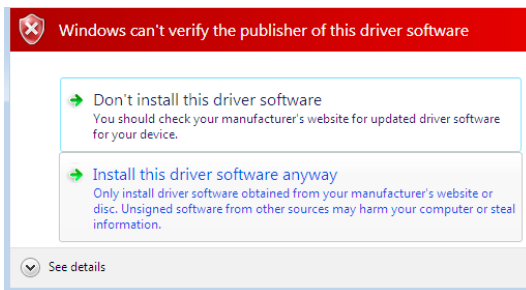 Windows can't verify the publisher of this driver software
Don't install this driver software
You should check your manufacturer's website for updated driver software
for your device.
Install this driver software anyway
Only install driver software obtained from your manufacturer's website or
disc. Unsigned software from other sources may harm your computer or steal
information.
See details